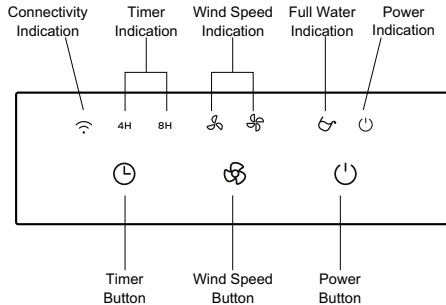 Connectivity Indication
Timer Indication
Wind Speed Indication
Full Water Indication
Power Indication
4H
8H
Timer Button
Wind Speed Button
Power Button